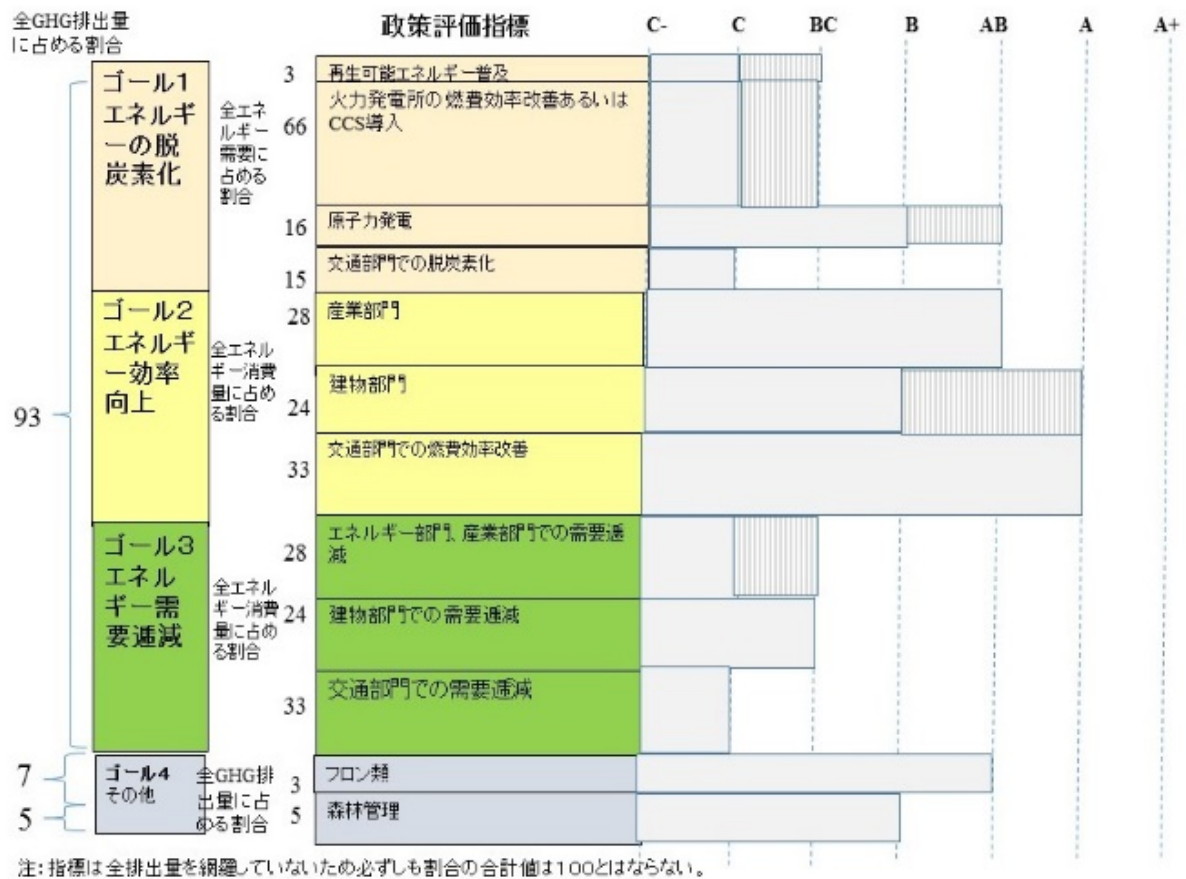 全GHG排出量
に占める割合
政策評価指標
C-
C
BC
B
AB
A
A+
ゴール1
エネルギ
ーの脱
炭素化
全エネ
ルギー
需要に
占める
割合
3
再生可能エネルギー普及
66
火力発電所の燃費効率改善あるいは
CCS導入
16
原子力発電
15
交通部門での脱炭素化
93
ゴール2
エネルギ
ー効率
向上
全エネル
ギー消費
量に占め
る割合
28
産業部門
24
建物部門
33
交通部門での燃費効率改善
ゴール3
エネル
ギー需
要逓減
全エネル
ギー消費
量に占め
る割合
28
エネルギー部門、産業部門での需要逓
減
24
建物部門での需要逓減
33
交通部門での需要逓減
7
5
ゴール4
その他
全GHG排
出量に占
める割合
3
フロン類
5
森林管理
注：指標は全排出量を網羅していないため必ずしも割合の合計値は100とはならない。